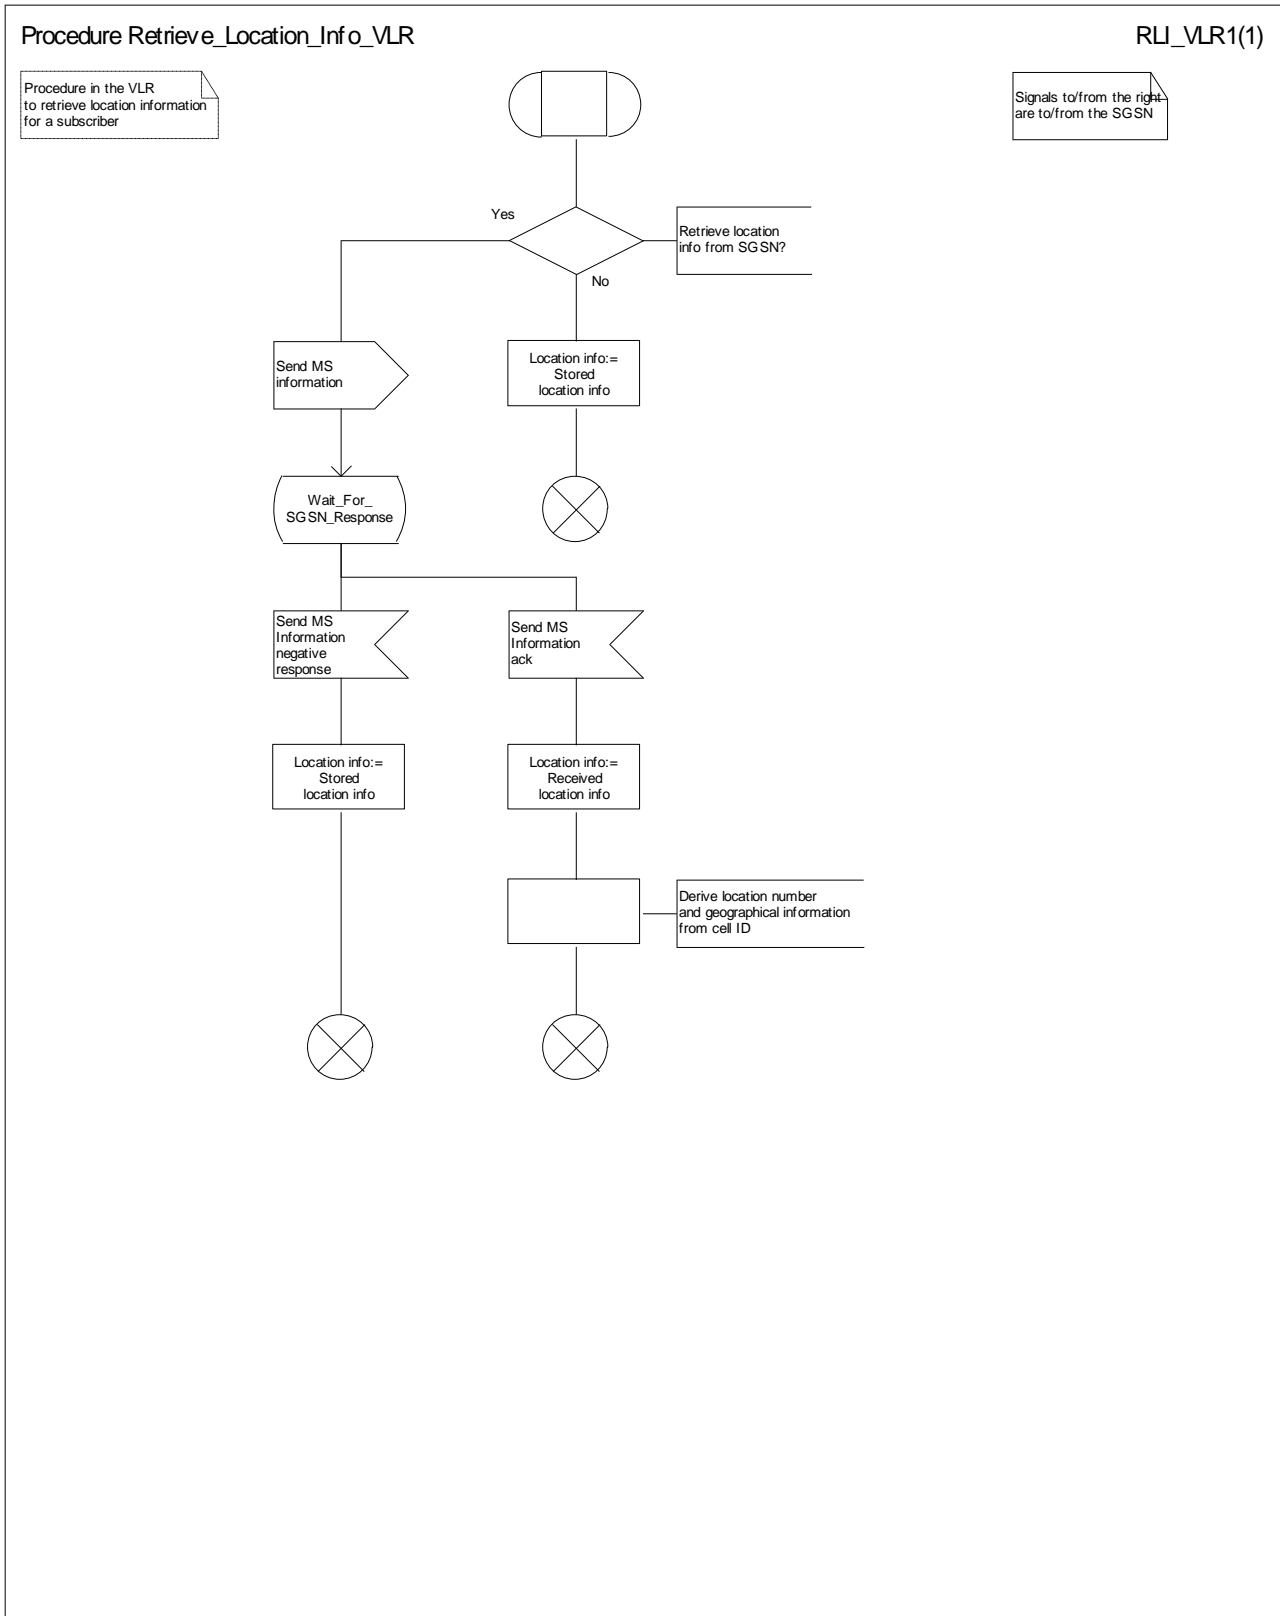 Procedure Retrieve_Location_Info_VLR
RLI_VLR1(1)
Procedure in the VLR
to retrieve location information
for a subscriber
Signals to/from the right
are to/from the SGSN
Yes
Retrieve location
info from SGSN?
No
Send MS
information
Location info:=
Stored
location info
Wait_For_
SGSN_Response
Send MS
Information
negative
response
Send MS
Information
ack
Location info:=
Stored
location info
Location info:=
Received
location info
Derive location number
and geographical information
from cell ID